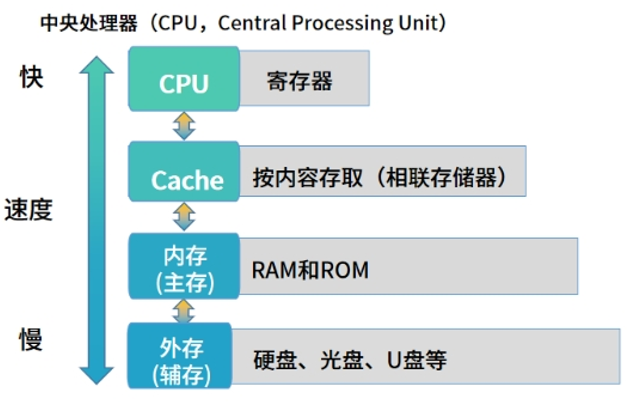 中央处理器（CPU，Central Processing Unit）
快
CPU
寄存器
Cache
按内容存取（相联存储器）
速度
内存
(主存)
RAM和ROM
慢
外存
(辅存)
硬盘、光盘、U盘等